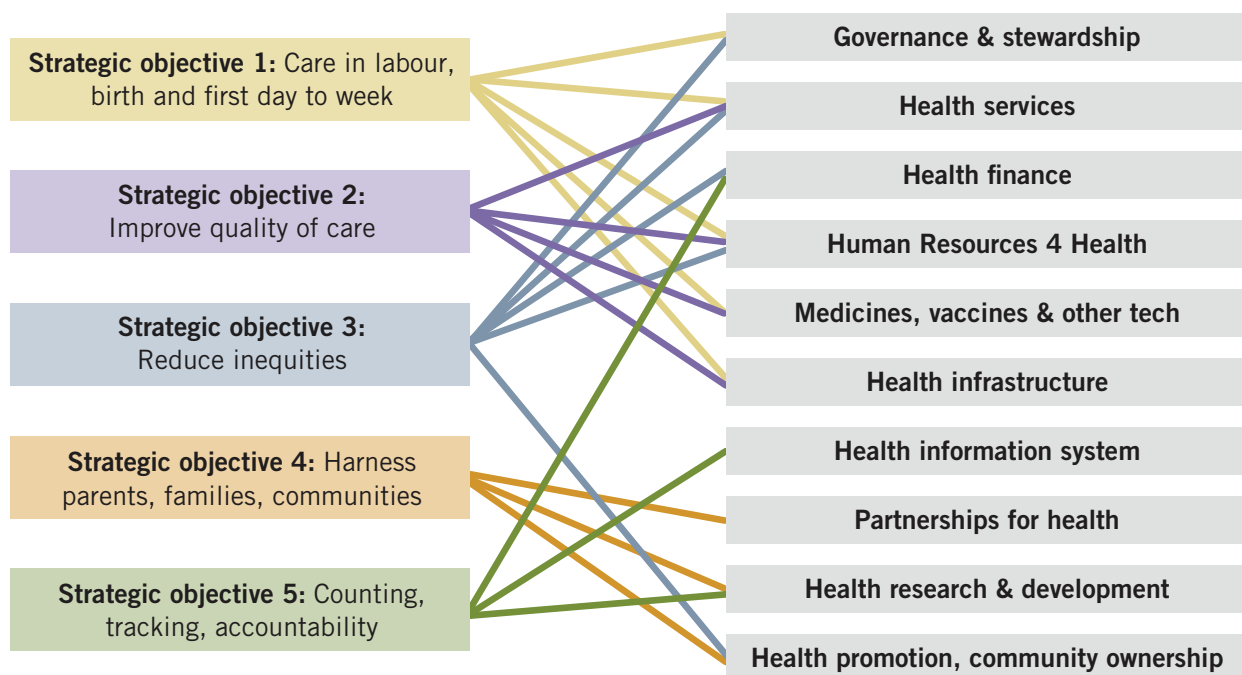 Strategic objective 1: Care in labour,
birth and first day to week
Strategic objective 2:
Improve quality of care
Strategic objective 3:
Reduce inequities
Strategic objective 4: Harness
parents, families, communities
Strategic objective 5: Counting,
tracking, accountability
Governance & stewardship
Health services
Health finance
Human Resources 4 Health
Medicines, vaccines & other tech
Health infrastructure
Health information system
Partnerships for health
Health research & development
Health promotion, community ownership